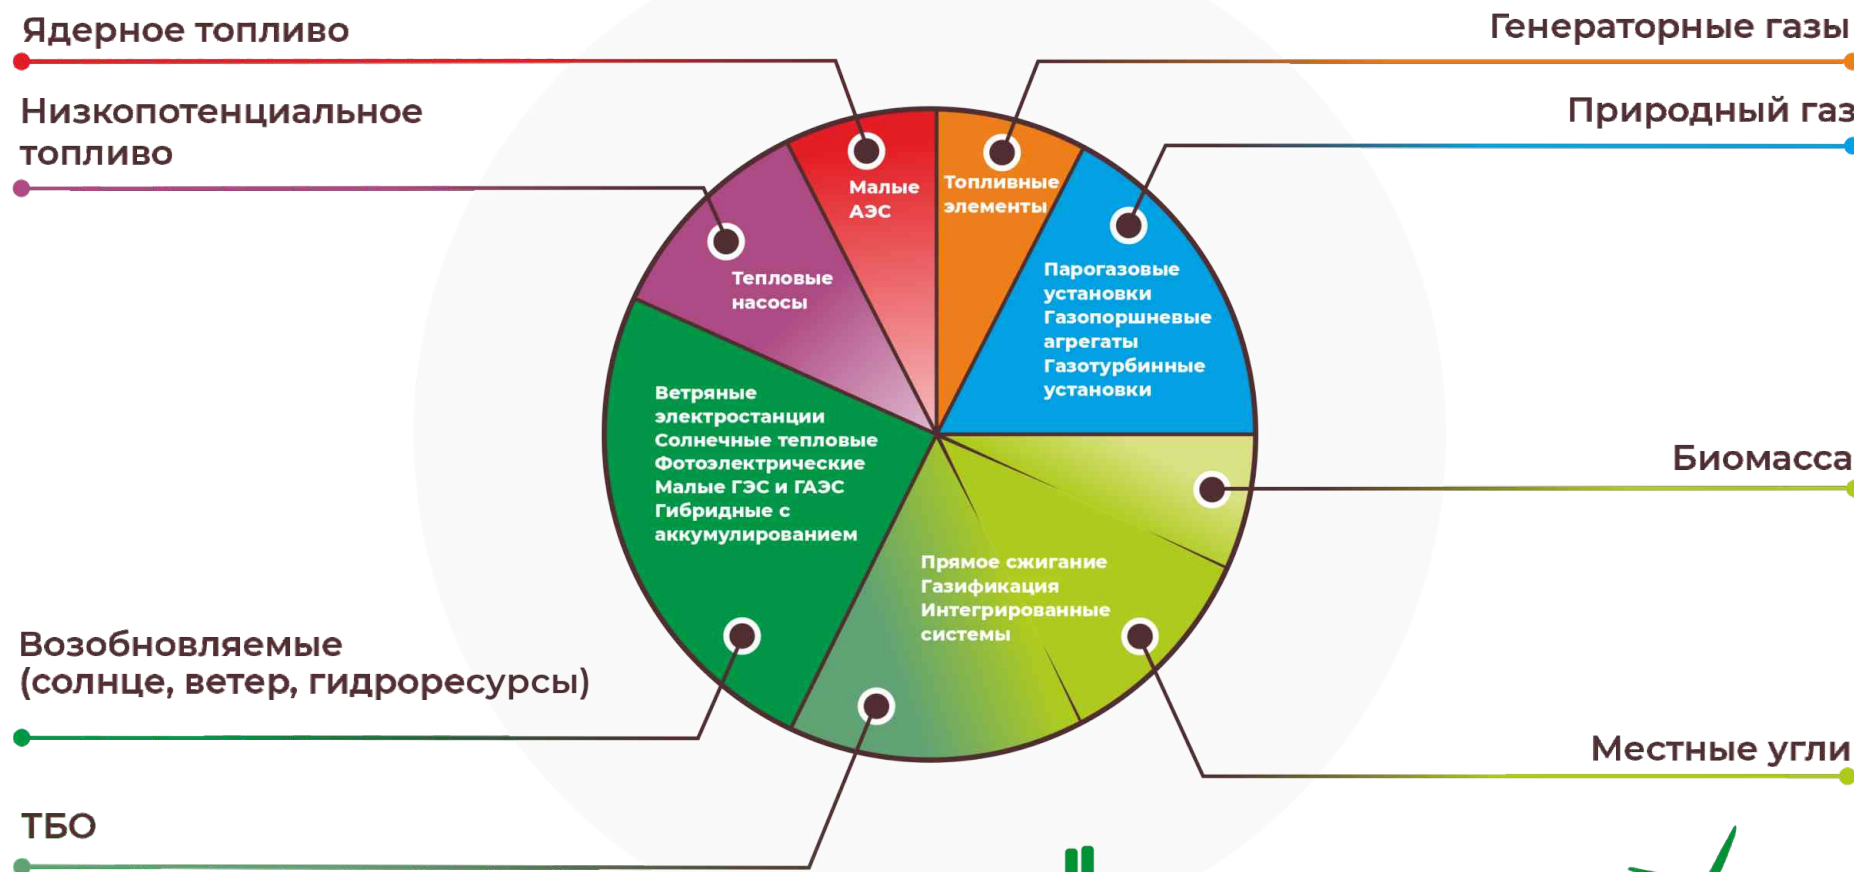 Ядерное топливо
Генераторные газы
Низкопотенциальное
топливо
Природный газ
Малые
АЭС
Топливные
элементы
Тепловые
насосы
Парогазовые
установки
Газопоршневые
агрегаты
Газотурбинные
установки
Ветряные
электростанции
Солнечные тепловые
Фотоэлектрические
Малые ГЭС и ГАЭС
Гибридные с
аккумулированием
Биомасса
Прямое сжигание
Газификация
Интегрированные
системы
Возобновляемые
(солнце, ветер, гидроресурсы)
Местные угли
ТБО